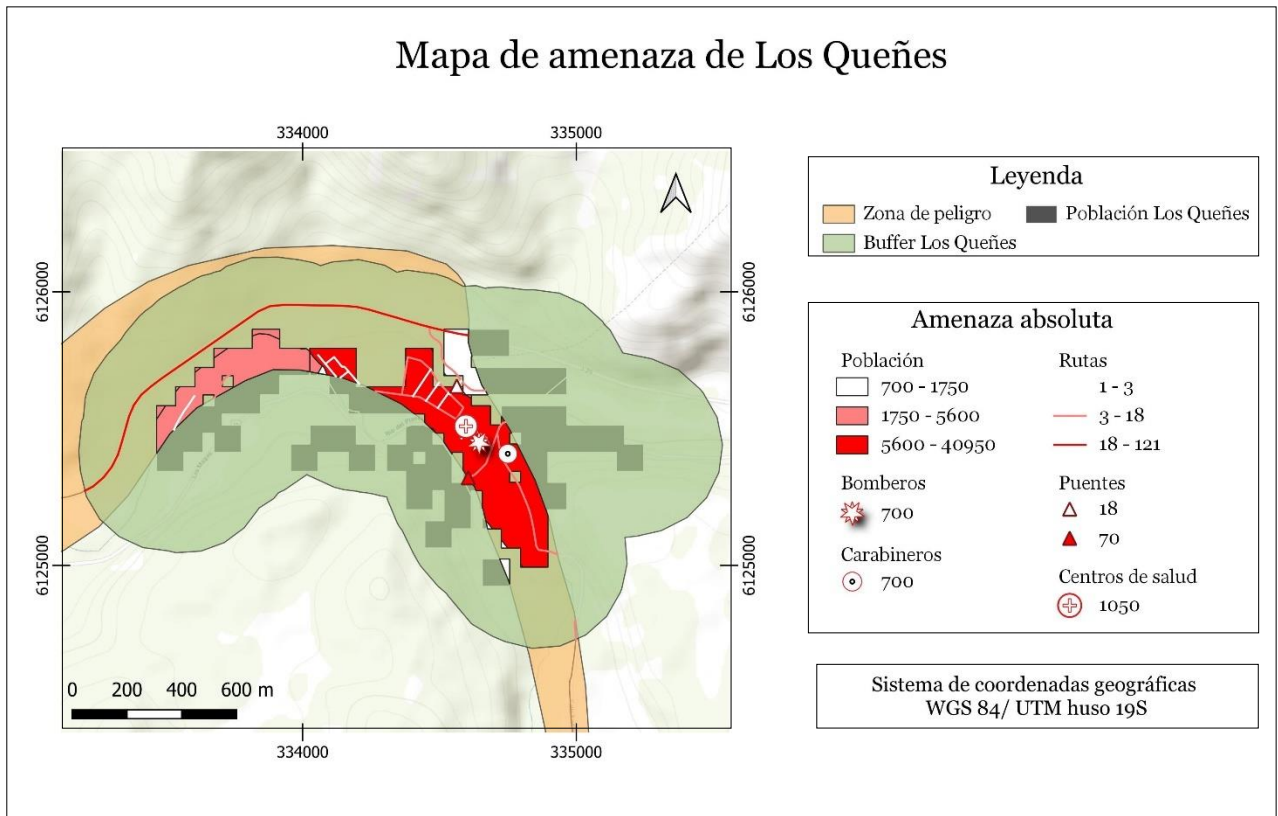 Mapa de amenaza de Los Queñes
334000 335000
6126000 6126000
6125000 6125000
0 200 400 600 m
334000 335000
Leyenda
Zona de peligro Población Los Queñes
Buffer Los Queñes
Amenaza absoluta
Población Rutas
700 - 1750 1 - 3
1750 - 5600 3 - 18
5600 - 40950 18 - 121
Bomberos Puentes
700 18
70
Carabineros Centros de salud
700 1050
Sistema de coordenadas geográficas
WGS 84/ UTM huso 19S